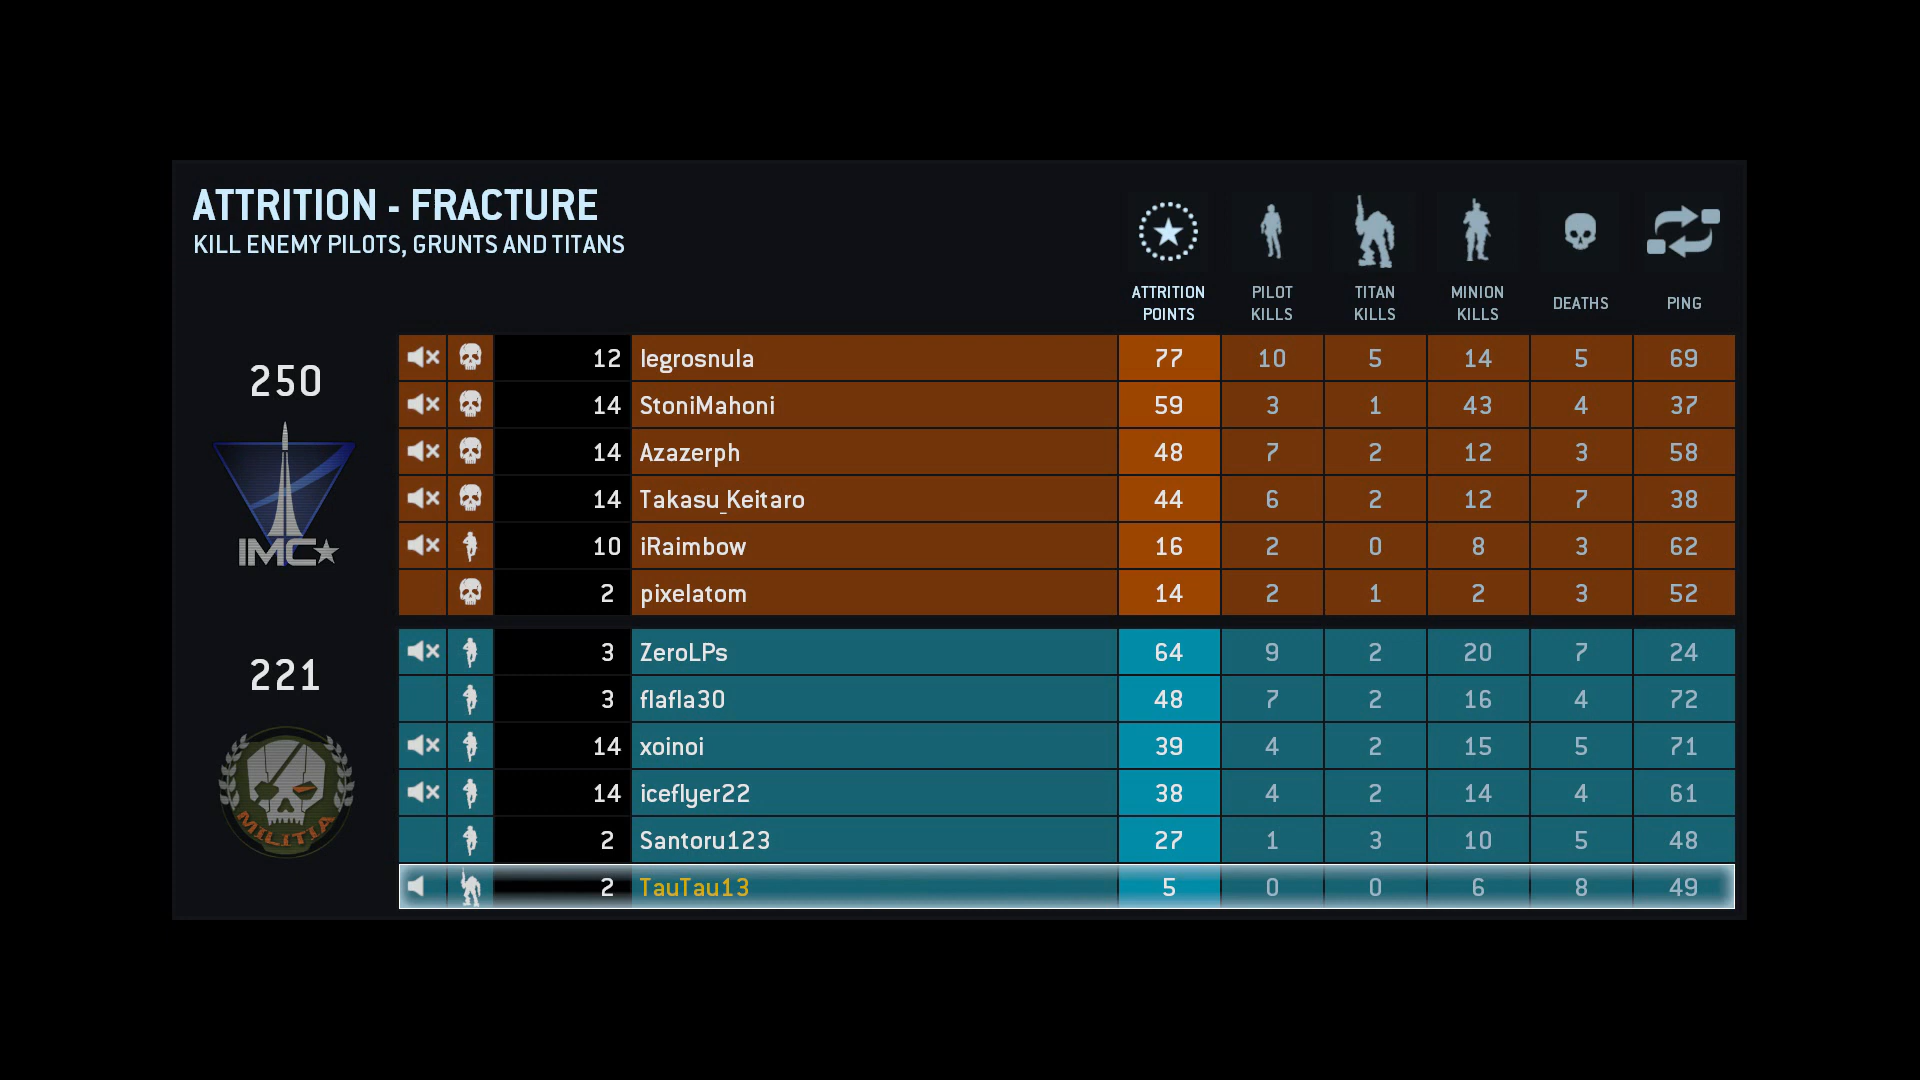 ATTRITION - FRACTURE
KILL ENEMY PILOTS, GRUNTS AND TITANS
ATTRITION POINTS PILOT KILLS TITAN KILLS MINION KILLS DEATHS PING
250
IMC
12 legrosnula 77 10 5 14 5 69
14 StoniMahoni 59 3 1 43 4 37
14 Azazerph 48 7 2 12 3 58
14 Takasu_Keitaro 44 6 2 12 7 38
10 iRaimbow 16 2 0 8 3 62
2 pixelatom 14 2 1 2 3 52
221
MILITIA
3 ZeroLPs 64 9 2 20 7 24
3 flafla30 48 7 2 16 4 72
14 xoinoi 39 4 2 15 5 71
14 iceflyer22 38 4 2 14 4 61
2 Santoru123 27 1 3 10 5 48
2 TauTau13 5 0 0 6 8 49